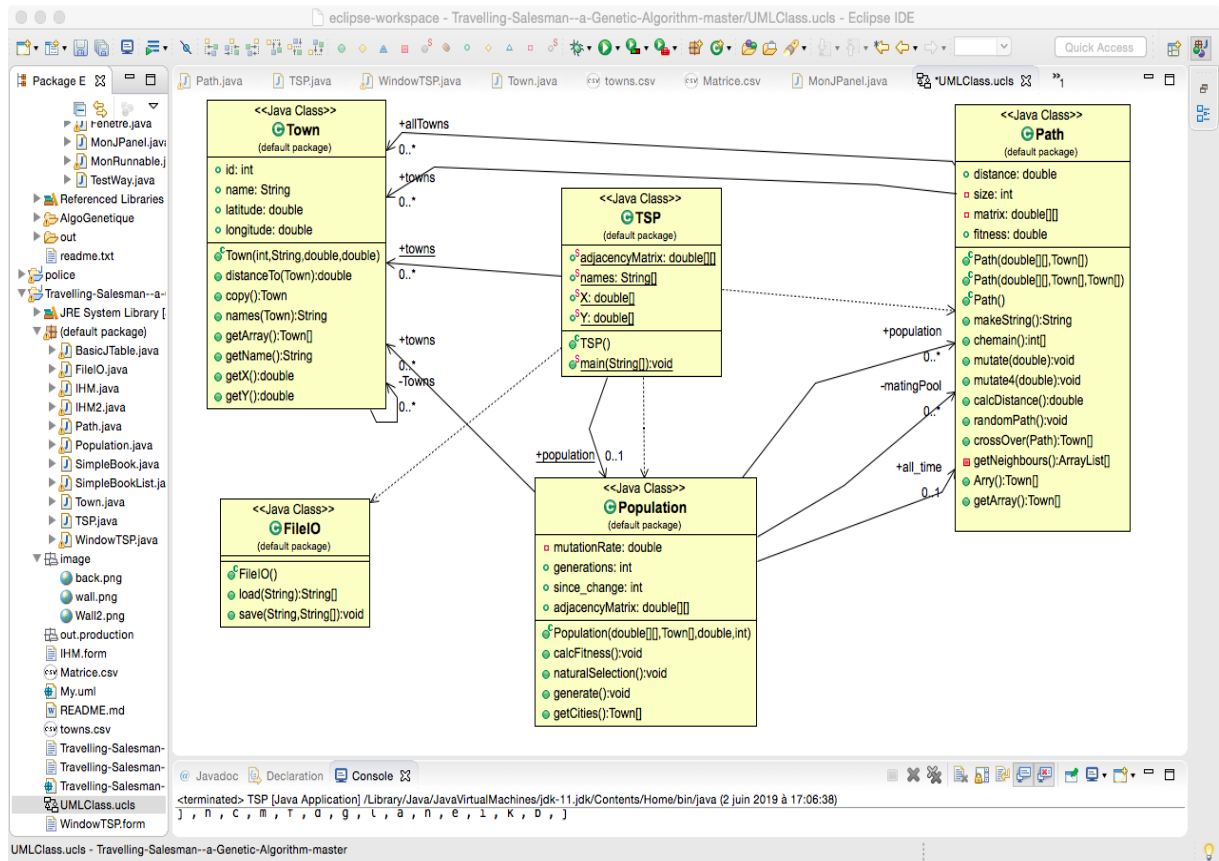 eclipse-workspace - Travelling-Salesman--a-Genetic-Algorithm-master/UMLClass.ucls - Eclipse IDE
Quick Access
Package E
Path.java
TSP.java
WindowTSP.java
Town.java
towns.csv
Matrice.csv
MonJPanel.java
*UMLClass.ucls
»1
Fenetre.java
MonJPanel.java
MonRunnable.j
TestWay.java
Referenced Libraries
AlgoGenetique
out
readme.txt
police
Travelling-Salesman--a-
JRE System Library [
(default package)
BasicJTable.java
FileIO.java
IHM.java
IHM2.java
Path.java
Population.java
SimpleBook.java
SimpleBookList.ja
Town.java
TSP.java
WindowTSP.java
image
back.png
wall.png
Wall2.png
out.production
IHM.form
Matrice.csv
My.uml
README.md
towns.csv
Travelling-Salesman-
Travelling-Salesman-
Travelling-Salesman-
UMLClass.ucls
WindowTSP.form
<<Java Class>>
Town
(default package)
id: int
name: String
latitude: double
longitude: double
Town(int,String,double,double)
distanceTo(Town):double
copy():Town
names(Town):String
getArray():Town[]
getName():String
getX():double
getY():double
+allTowns
0..*
+towns
0..*
+towns
0..*
+towns
0..*
-Towns
0..*
<<Java Class>>
TSP
(default package)
adjacencyMatrix: double[][]
names: String[]
X: double[]
Y: double[]
TSP()
main(String[]):void
<<Java Class>>
Path
(default package)
distance: double
size: int
matrix: double[][]
fitness: double
Path(double[][],Town[])
Path(double[][],Town[],Town[])
Path()
makeString():String
chemain():int[]
mutate(double):void
mutate4(double):void
calcDistance():double
randomPath():void
crossOver(Path):Town[]
getNeighbours():ArrayList[]
Arry():Town[]
getArray():Town[]
+population
0..*
-matingPool
0..*
+all_time
0..1
+population 0..1
<<Java Class>>
FileIO
(default package)
FileIO()
load(String):String[]
save(String,String[]):void
<<Java Class>>
Population
(default package)
mutationRate: double
generations: int
since_change: int
adjacencyMatrix: double[][]
Population(double[][],Town[],double,int)
calcFitness():void
naturalSelection():void
generate():void
getCities():Town[]
@ Javadoc
Declaration
Console
<terminated> TSP [Java Application] /Library/Java/JavaVirtualMachines/jdk-11.jdk/Contents/Home/bin/java (2 juin 2019 à 17:06:38)
UMLClass.ucls - Travelling-Salesman--a-Genetic-Algorithm-master